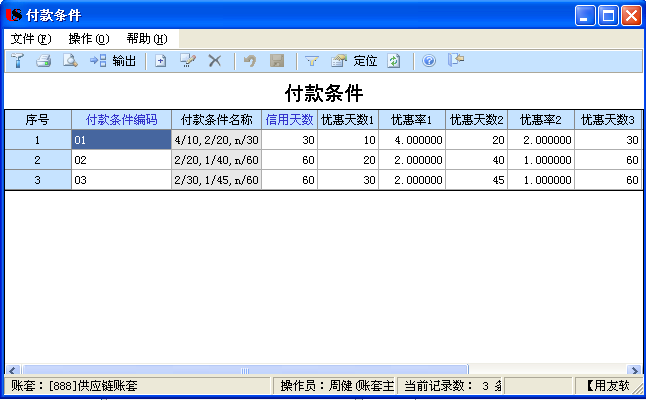 付款条件
文件(F) 操作(O) 帮助(H)
输出 定位
付款条件
序号 付款条件编码 付款条件名称 信用天数 优惠天数1 优惠率1 优惠天数2 优惠率2 优惠天数3
1 01 4/10,2/20,n/30 30 10 4.000000 20 2.000000 30
2 02 2/20,1/40,n/60 60 20 2.000000 40 1.000000 60
3 03 2/30,1/45,n/60 60 30 2.000000 45 1.000000 60
账套：[888]供应链账套 操作员：周健(账套主 当前记录数： 3 【用友软